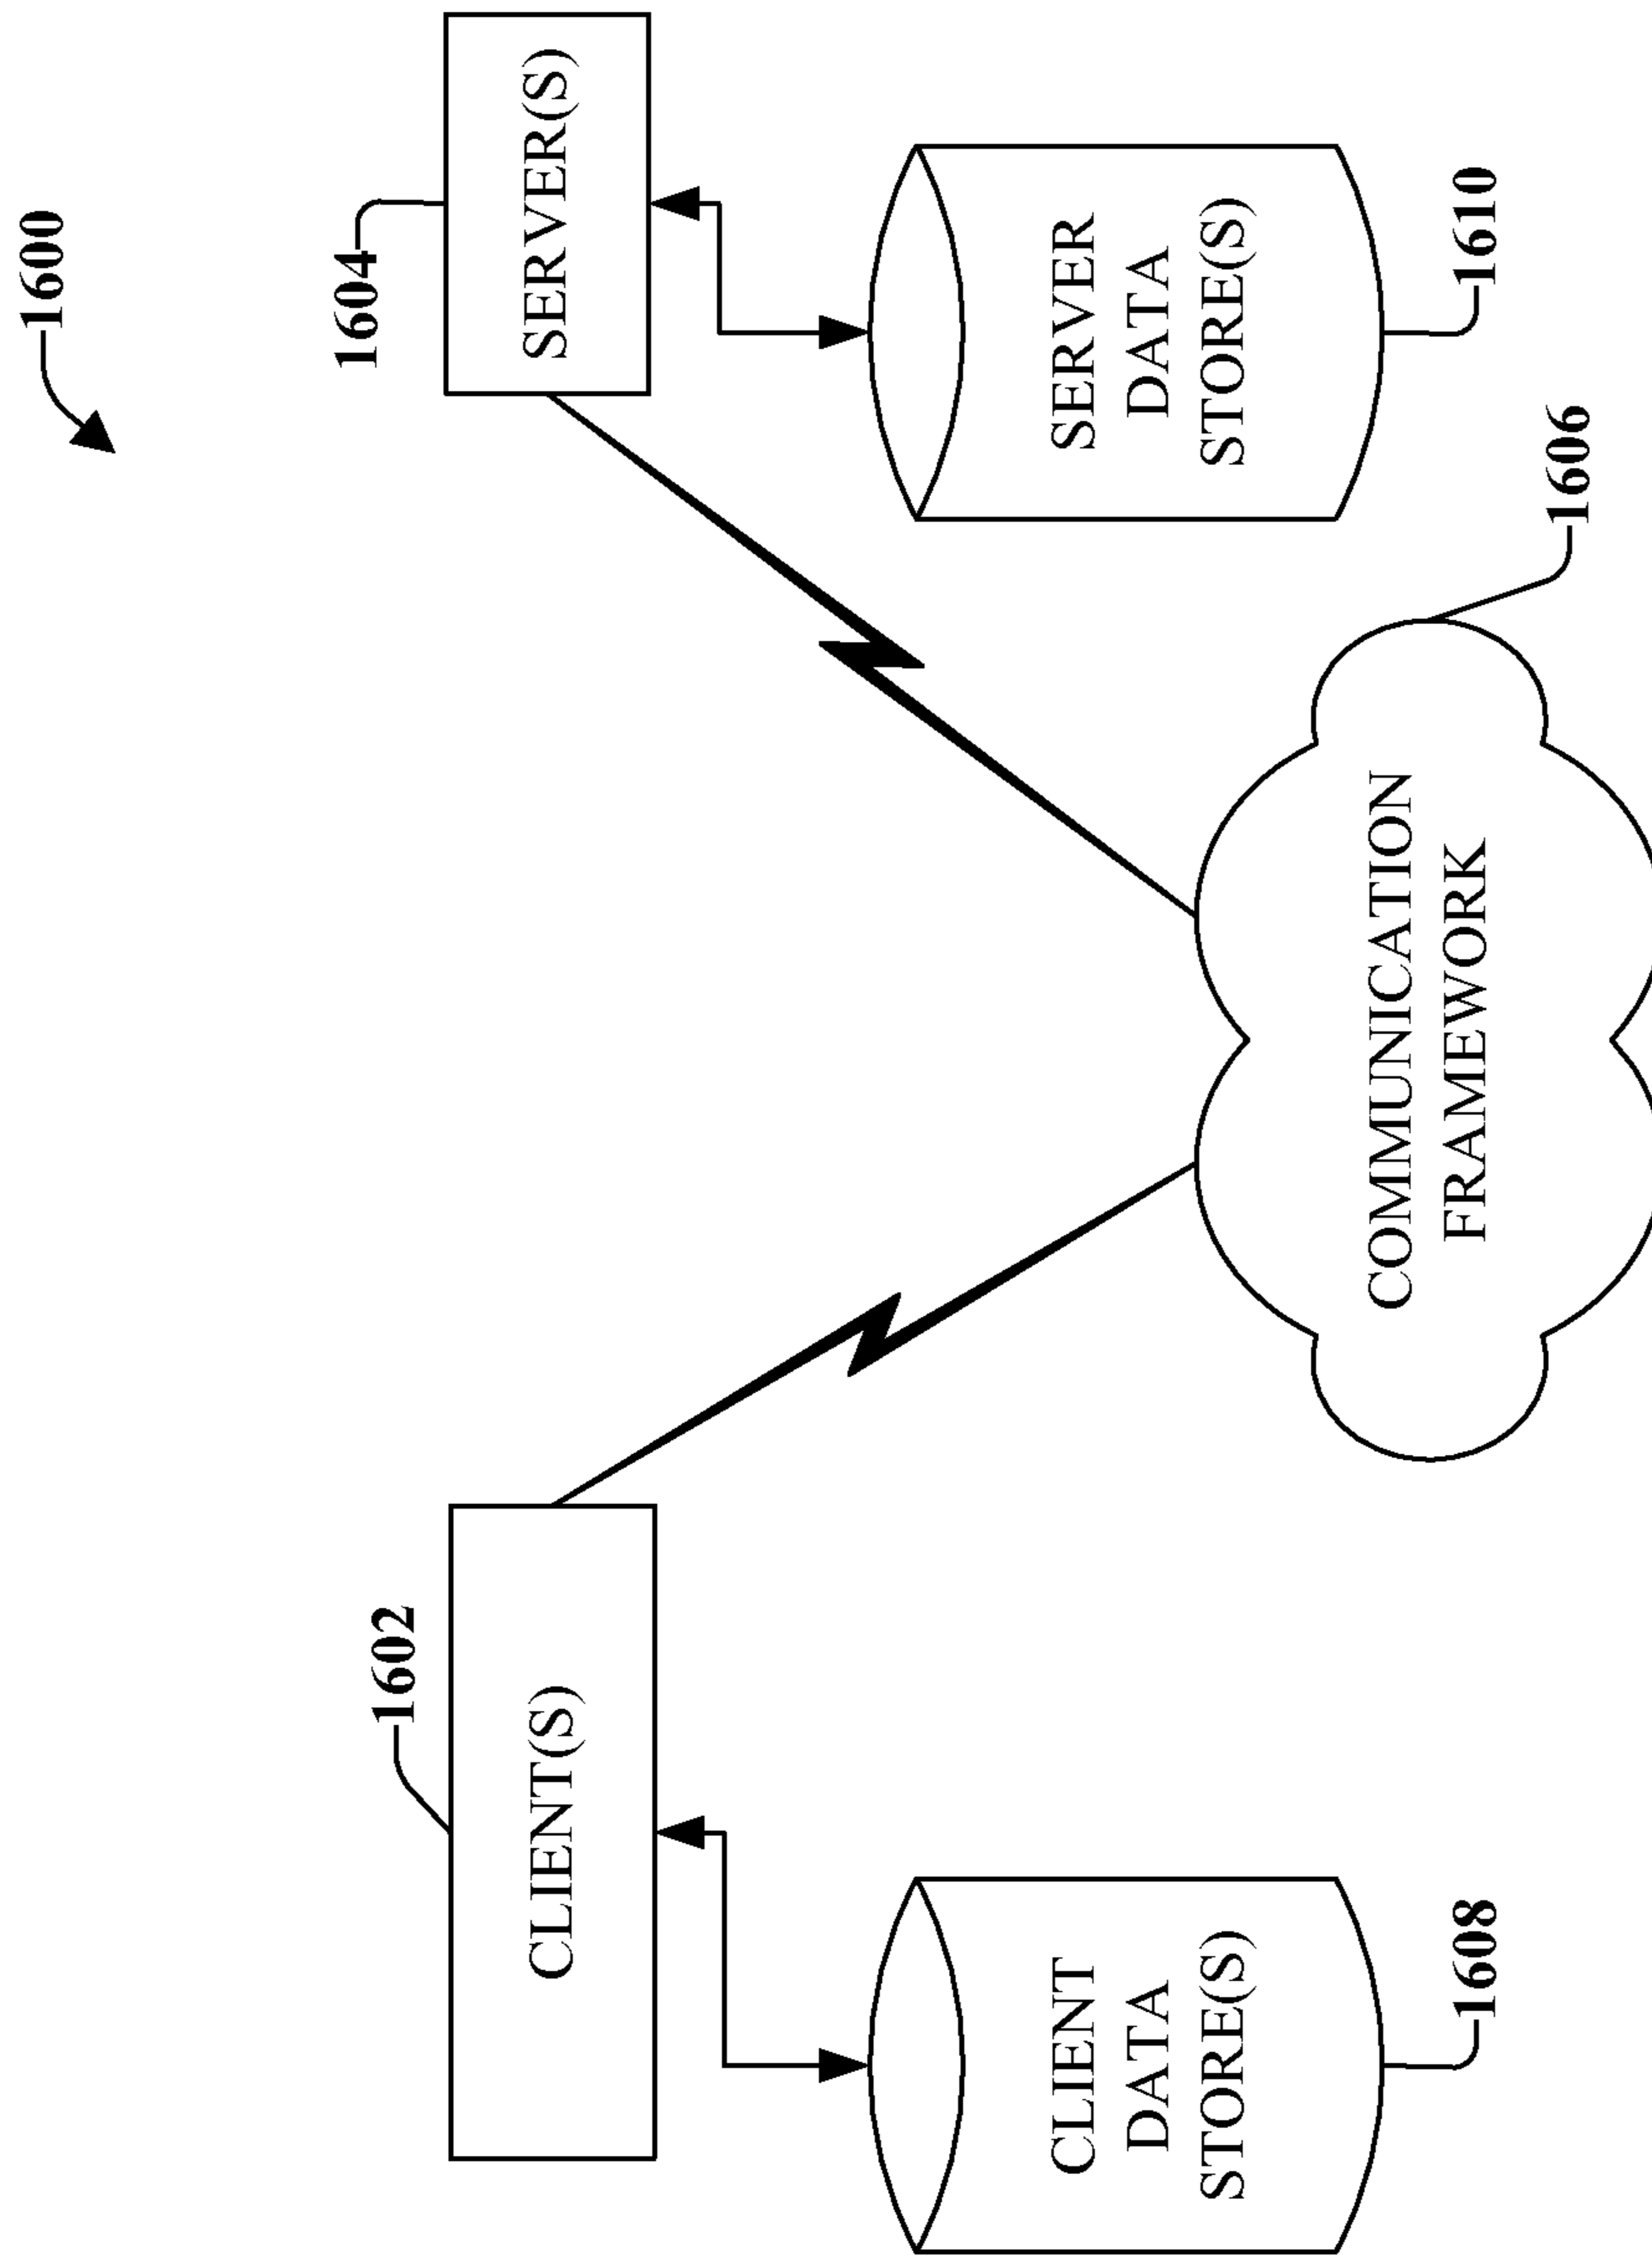 1600
1602
1604
CLIENT(S)
SERVER(S)
CLIENT
DATA
STORE(S)
SERVER
DATA
STORE(S)
COMMUNICATION
FRAMEWORK
1608
1610
1606